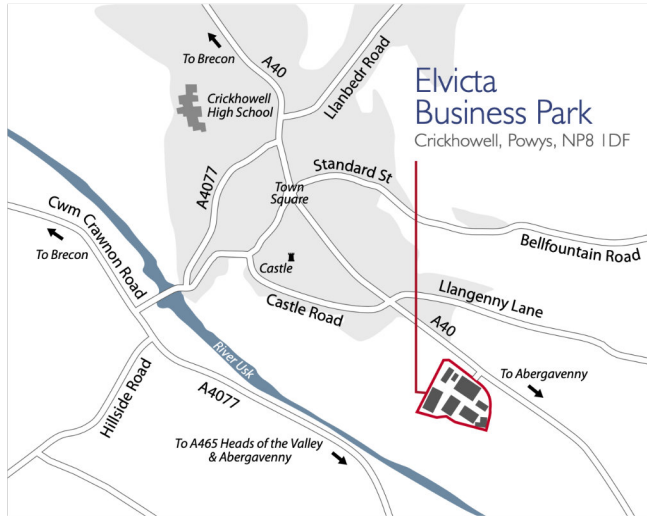 To Brecon
A40
Llanbedr Road
Crickhowell
High School
Elvicta
Business Park
Crickhowell, Powys, NP8 1DF
A4077
Standard St
Town
Square
Cwm Crawnon Road
To Brecon
Bellfountain Road
Castle
Castle Road
Llangenny Lane
A40
River Usk
To Abergavenny
Hillside Road
A4077
To A465 Heads of the Valley
& Abergavenny